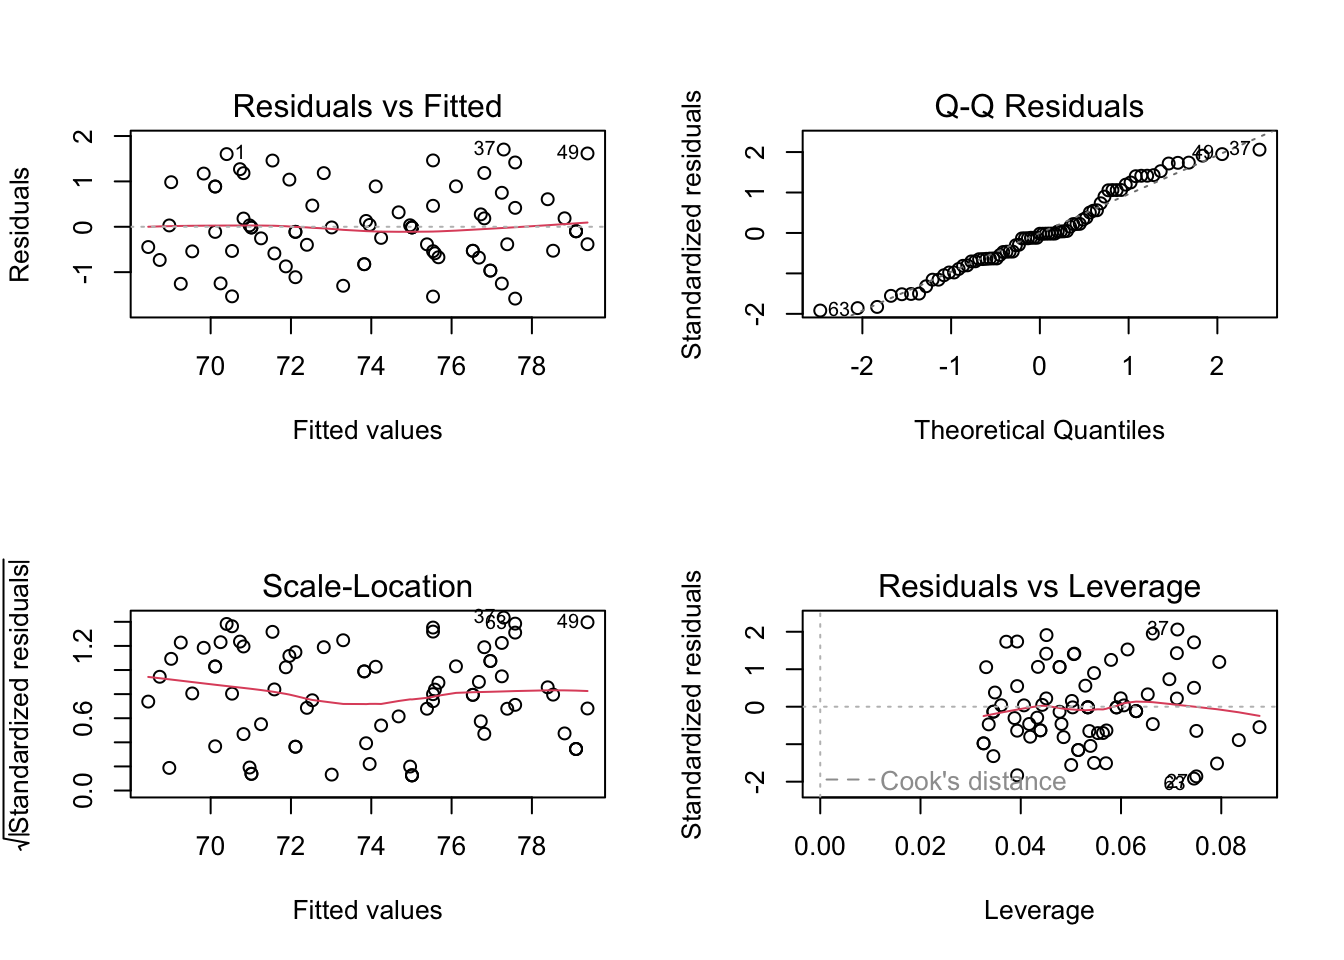 Residuals vs Fitted
Residuals
2
1
0
-1
1
37
49
70 72 74 76 78
Fitted values
Q-Q Residuals
Standardized residuals
2
1
0
-2
49
37
63
-2 -1 0 1 2
Theoretical Quantiles
Scale-Location
√|Standardized residuals|
1.2
0.6
0.0
37
63
49
70 72 74 76 78
Fitted values
Residuals vs Leverage
Standardized residuals
2
1
0
-2
37
63
Cook's distance
0.00 0.02 0.04 0.06 0.08
Leverage